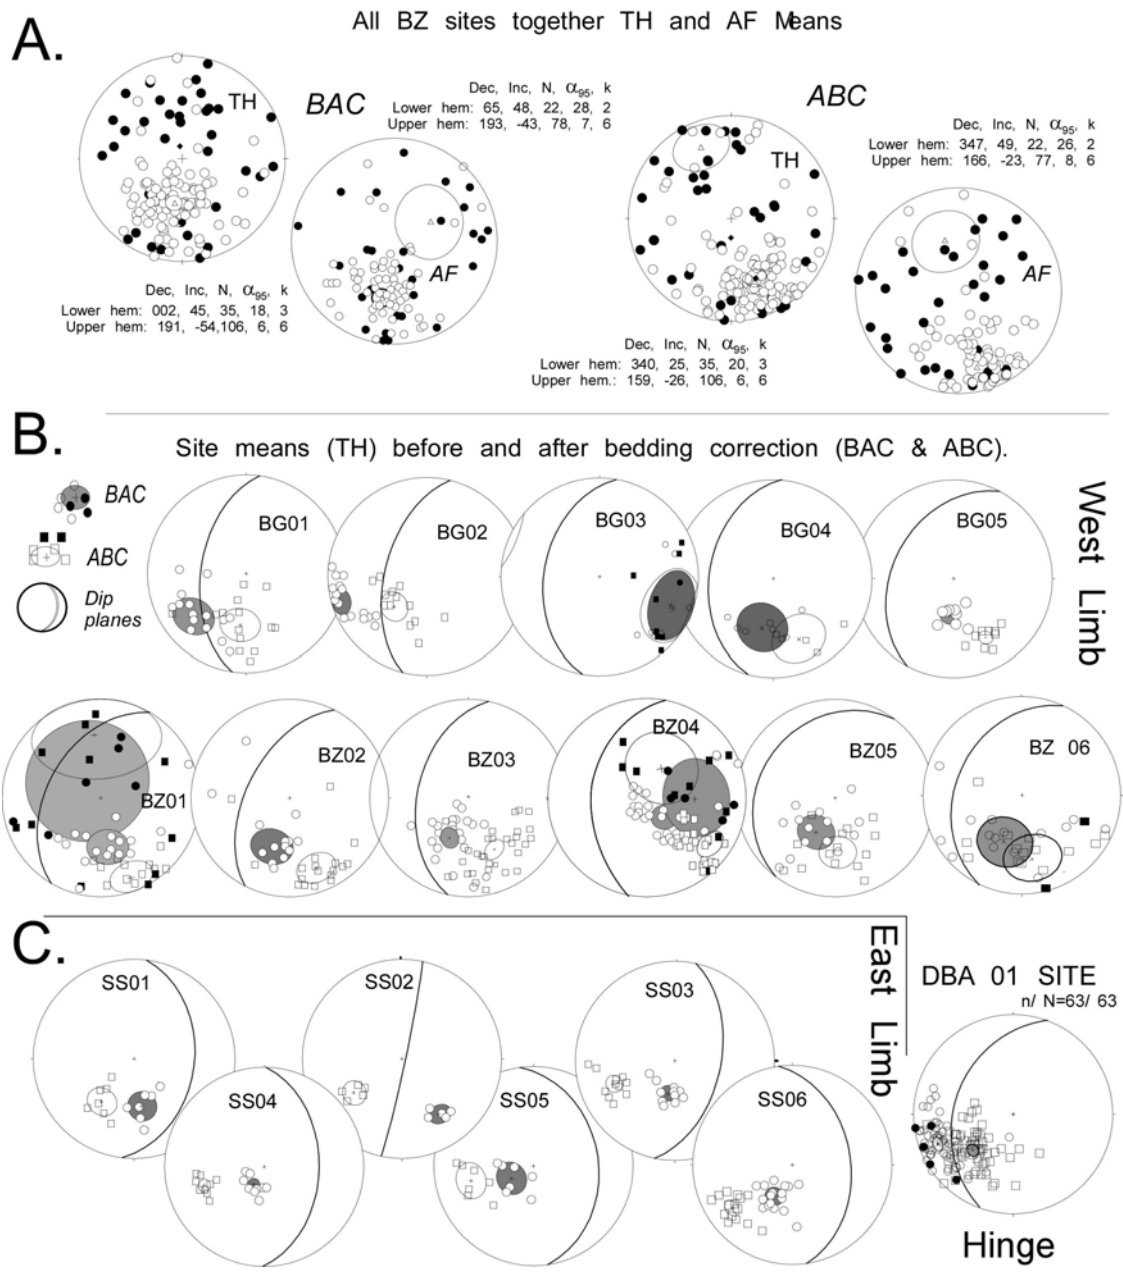 All BZ sites together TH and AF Means
A.
BAC
ABC
TH
Dec, Inc, N, α95, k
Lower hem: 65, 48, 22, 28, 2
Upper hem: 193, -43, 78, 7, 6
AF
Dec, Inc, N, α95, k
Lower hem: 002, 45, 35, 18, 3
Upper hem: 191, -54,106, 6, 6
TH
Dec, Inc, N, α95, k
Lower hem: 347, 49, 22, 26, 2
Upper hem: 166, -23, 77, 8, 6
AF
Dec, Inc, N, α95, k
Lower hem: 340, 25, 35, 20, 3
Upper hem.: 159, -26, 106, 6, 6
B.
Site means (TH) before and after bedding correction (BAC & ABC).
BAC
ABC
Dip
planes
BG01
BG02
BG03
BG04
BG05
West Limb
BZ01
BZ02
BZ03
BZ04
BZ05
BZ 06
C.
East Limb
SS01
SS02
SS03
SS04
SS05
SS06
DBA 01 SITE
n/ N=63/ 63
Hinge